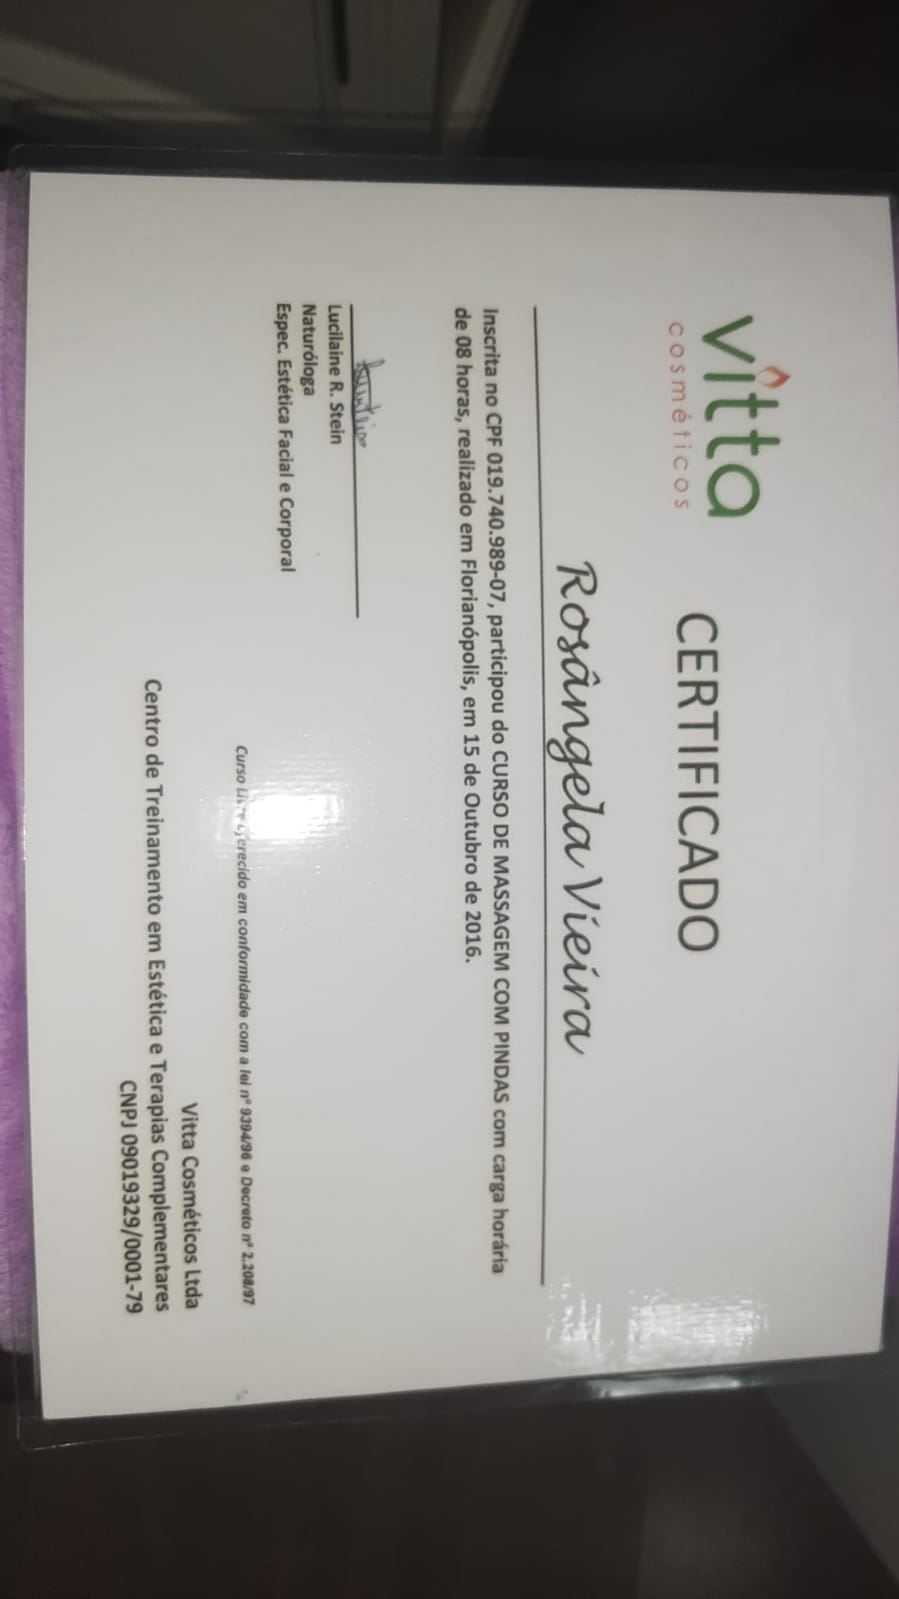 vitta
cosméticos
CERTIFICADO
Rosângela Vieira
Inscrita no CPF 019.740.989-07, participou do CURSO DE MASSAGEM COM PINDAS com carga horária
de 08 horas, realizado em Florianópolis, em 15 de Outubro de 2016.
Lucilaine R. Stein
Naturóloga
Espec. Estética Facial e Corporal
Curso em conformidade com a lei nº 9394/96 e Decreto nº 2.208/97
Vitta Cosméticos Ltda
Centro de Treinamento em Estética e Terapias Complementares
CNPJ 09019329/0001-79